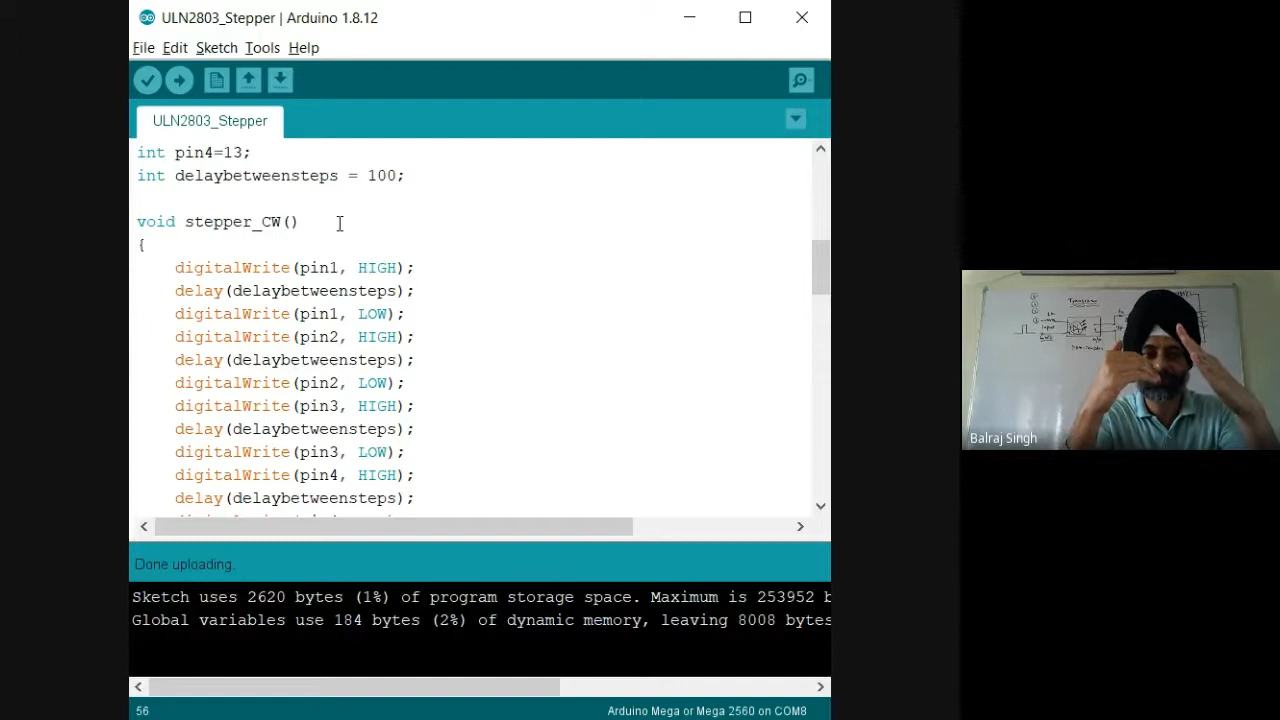 ULN2803_Stepper | Arduino 1.8.12
File Edit Sketch Tools Help
ULN2803_Stepper
int pin4=13;
int delaybetweensteps = 100;
void stepper_CW()
{
digitalWrite(pin1, HIGH);
delay(delaybetweensteps);
digitalWrite(pin1, LOW);
digitalWrite(pin2, HIGH);
delay(delaybetweensteps);
digitalWrite(pin2, LOW);
digitalWrite(pin3, HIGH);
delay(delaybetweensteps);
digitalWrite(pin3, LOW);
digitalWrite(pin4, HIGH);
delay(delaybetweensteps);
Done uploading.
Sketch uses 2620 bytes (1%) of program storage space. Maximum is 253952 b
Global variables use 184 bytes (2%) of dynamic memory, leaving 8008 bytes
56
Arduino Mega or Mega 2560 on COM8
Balraj Singh